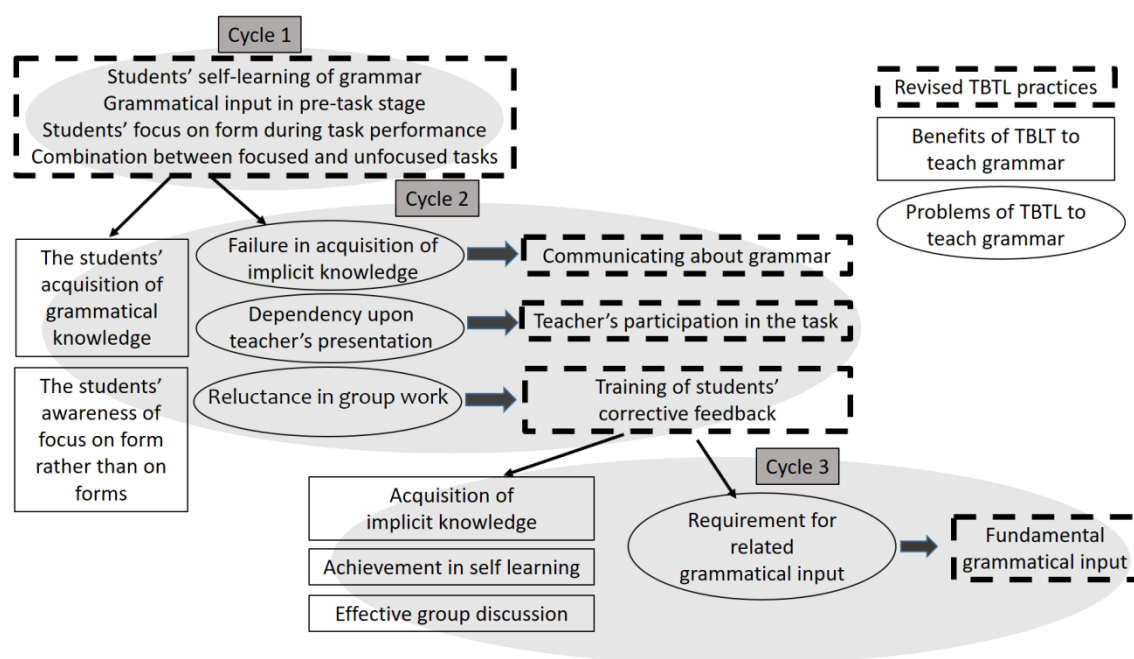 Cycle 1
Students' self-learning of grammar
Grammatical input in pre-task stage
Students' focus on form during task performance
Combination between focused and unfocused tasks
Revised TBTL practices
Benefits of TBLT to
teach grammar
Problems of TBTL to
teach grammar
Cycle 2
The students'
acquisition of
grammatical
knowledge
Failure in acquisition of
implicit knowledge
Communicating about grammar
Dependency upon
teacher's presentation
Teacher's participation in the task
The students'
awareness of
focus on form
rather than on
forms
Reluctance in group work
Training of students'
corrective feedback
Cycle 3
Acquisition of
implicit knowledge
Achievement in self learning
Effective group discussion
Requirement for
related
grammatical input
Fundamental
grammatical input